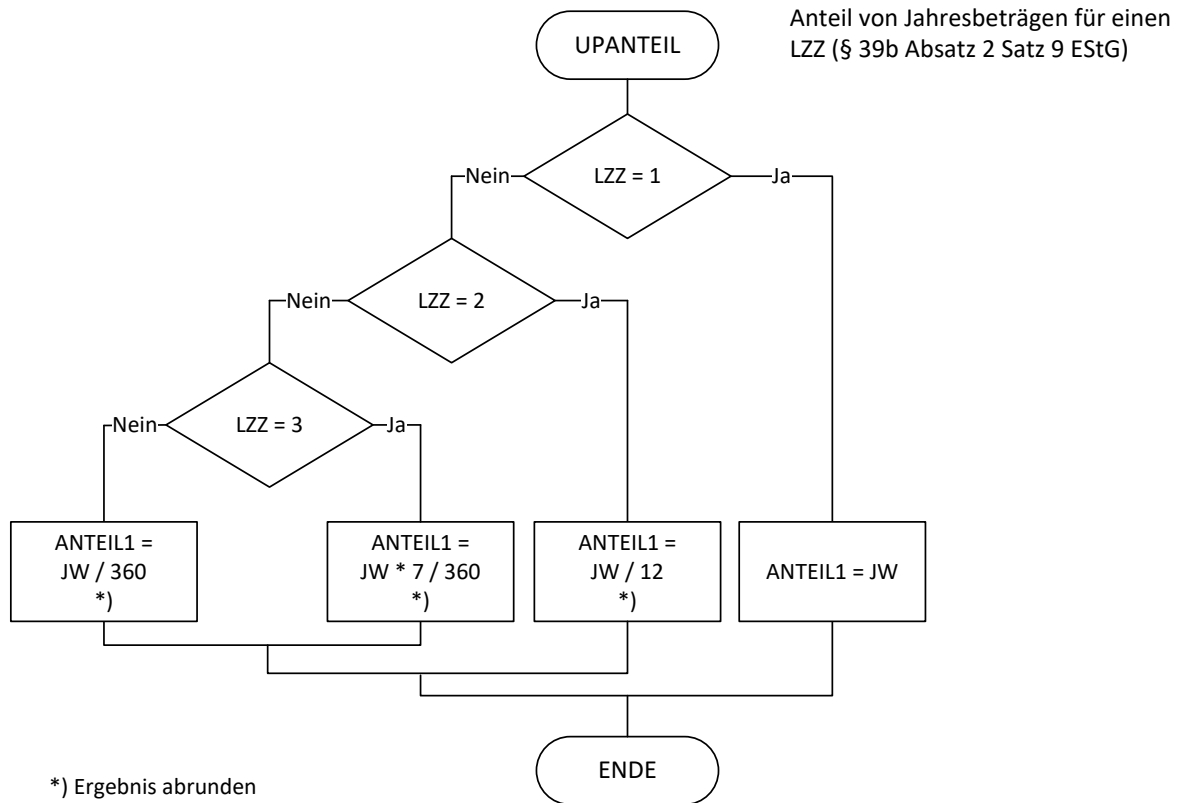 Anteil von Jahresbeträgen für einen
LZZ (§ 39b Absatz 2 Satz 9 EStG)
UPANTEIL
Nein
LZZ = 1
Ja
Nein
LZZ = 2
Ja
Nein
LZZ = 3
Ja
ANTEIL1 =
JW / 360
*)
ANTEIL1 =
JW * 7 / 360
*)
ANTEIL1 =
JW / 12
*)
ANTEIL1 = JW
ENDE
*) Ergebnis abrunden